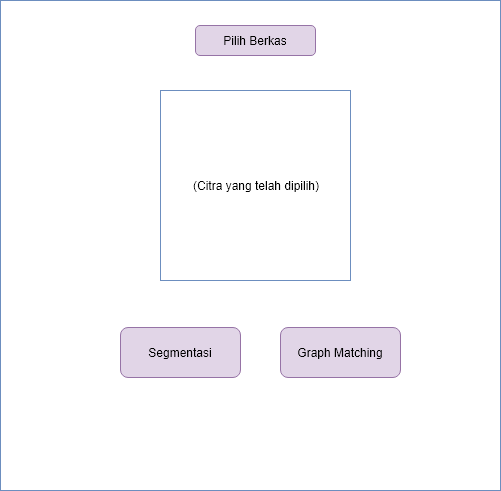 Pilih Berkas
(Citra yang telah dipilih)
Segmentasi
Graph Matching